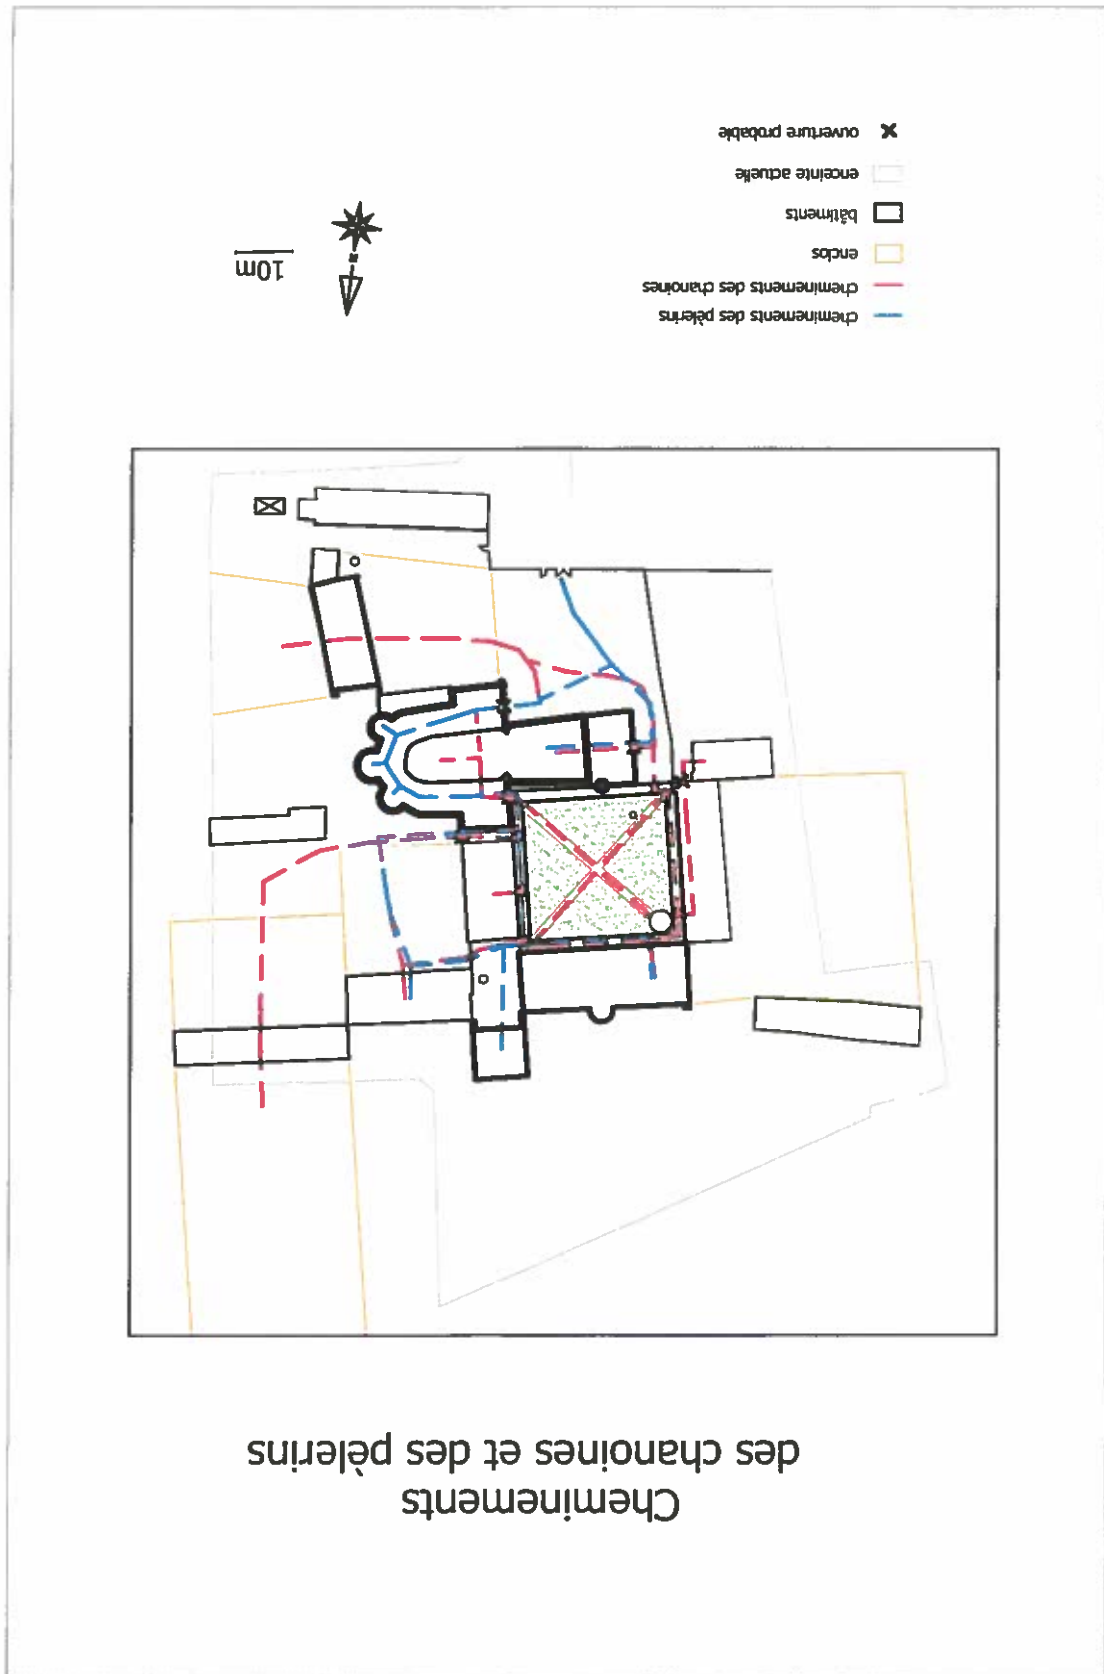 Cheminements
des chanoines et des pèlerins
cheminements des pèlerins
cheminements des chanoines
enclos
bâtiments
enceinte actuelle
ouverture probable
10m